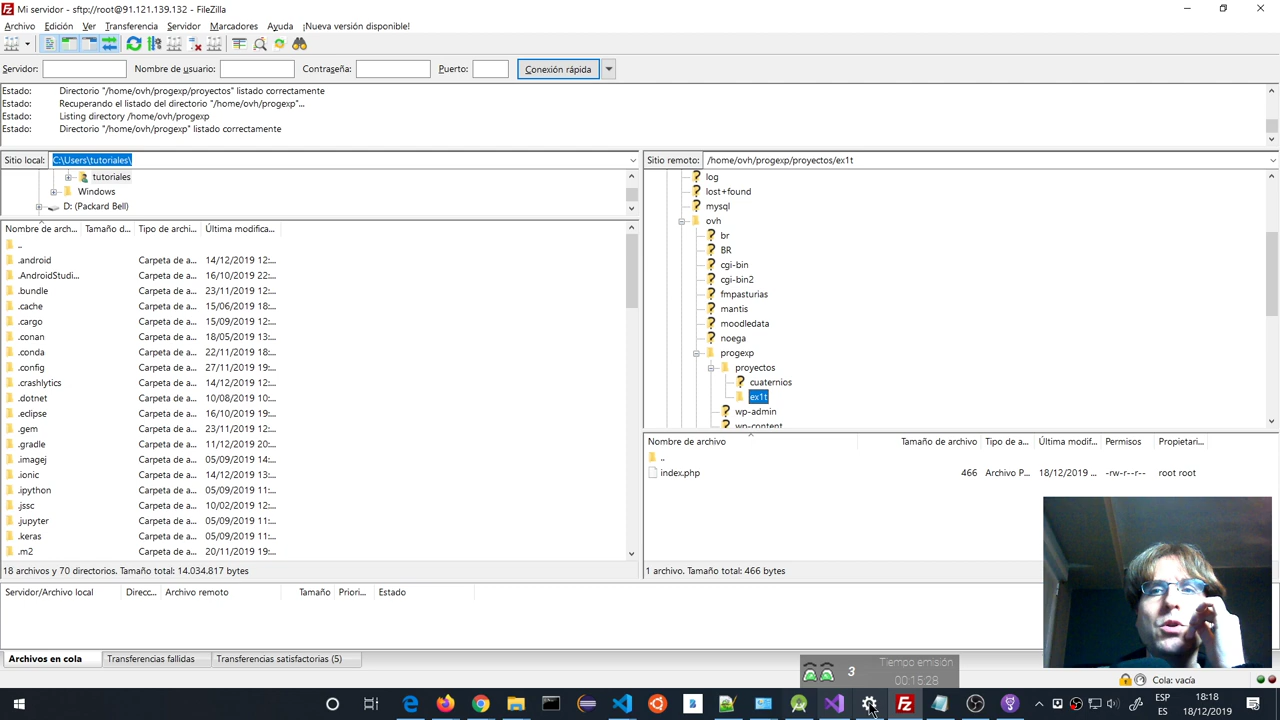 Mi servidor - sftp://root@91.121.139.132 - FileZilla
Archivo Edición Ver Transferencia Servidor Marcadores Ayuda ¡Nueva versión disponible!
Servidor: Nombre de usuario: Contraseña: Puerto: Conexión rápida
Estado: Directorio "/home/ovh/progexp/proyectos" listado correctamente
Estado: Recuperando el listado del directorio "/home/ovh/progexp"...
Estado: Listing directory /home/ovh/progexp
Estado: Directorio "/home/ovh/progexp" listado correctamente
Sitio local: C:\Users\tutoriales\
tutoriales
Windows
D: (Packard Bell)
Nombre de arch... Tamaño d... Tipo de archi... Última modifica...
..
.android Carpeta de a... 14/12/2019 12:...
.AndroidStudi... Carpeta de a... 16/10/2019 22:...
.bundle Carpeta de a... 23/11/2019 12:...
.cache Carpeta de a... 15/06/2019 18:...
.cargo Carpeta de a... 15/09/2019 12:...
.conan Carpeta de a... 18/05/2019 13:...
.conda Carpeta de a... 22/11/2019 18:...
.config Carpeta de a... 27/11/2019 19:...
.crashlytics Carpeta de a... 14/12/2019 12:...
.dotnet Carpeta de a... 10/08/2019 10:...
.eclipse Carpeta de a... 16/10/2019 19:...
.gem Carpeta de a... 23/11/2019 12:...
.gradle Carpeta de a... 11/12/2019 20:...
.imagej Carpeta de a... 05/09/2019 14:...
.ionic Carpeta de a... 14/12/2019 13:...
.ipython Carpeta de a... 05/09/2019 11:...
.jssc Carpeta de a... 10/02/2019 12:...
.jupyter Carpeta de a... 05/09/2019 11:...
.keras Carpeta de a... 05/09/2019 11:...
.m2 Carpeta de a... 20/11/2019 19:...
18 archivos y 70 directorios. Tamaño total: 14.034.817 bytes
Sitio remoto: /home/ovh/progexp/proyectos/ex1t
log
lost+found
mysql
ovh
br
BR
cgi-bin
cgi-bin2
fmpasturias
mantis
moodledata
noega
progexp
proyectos
cuaternios
ex1t
wp-admin
wp-content
Nombre de archivo Tamaño de archivo Tipo de a... Última modif... Permisos Propietari...
..
index.php 466 Archivo P... 18/12/2019 ... -rw-r--r-- root root
1 archivo. Tamaño total: 466 bytes
Servidor/Archivo local Direcc... Archivo remoto Tamaño Priori... Estado
Archivos en cola Transferencias fallidas Transferencias satisfactorias (5)
3 Tiempo emisión
00:15:28
Cola: vacía
ESP 18:18
ES 18/12/2019